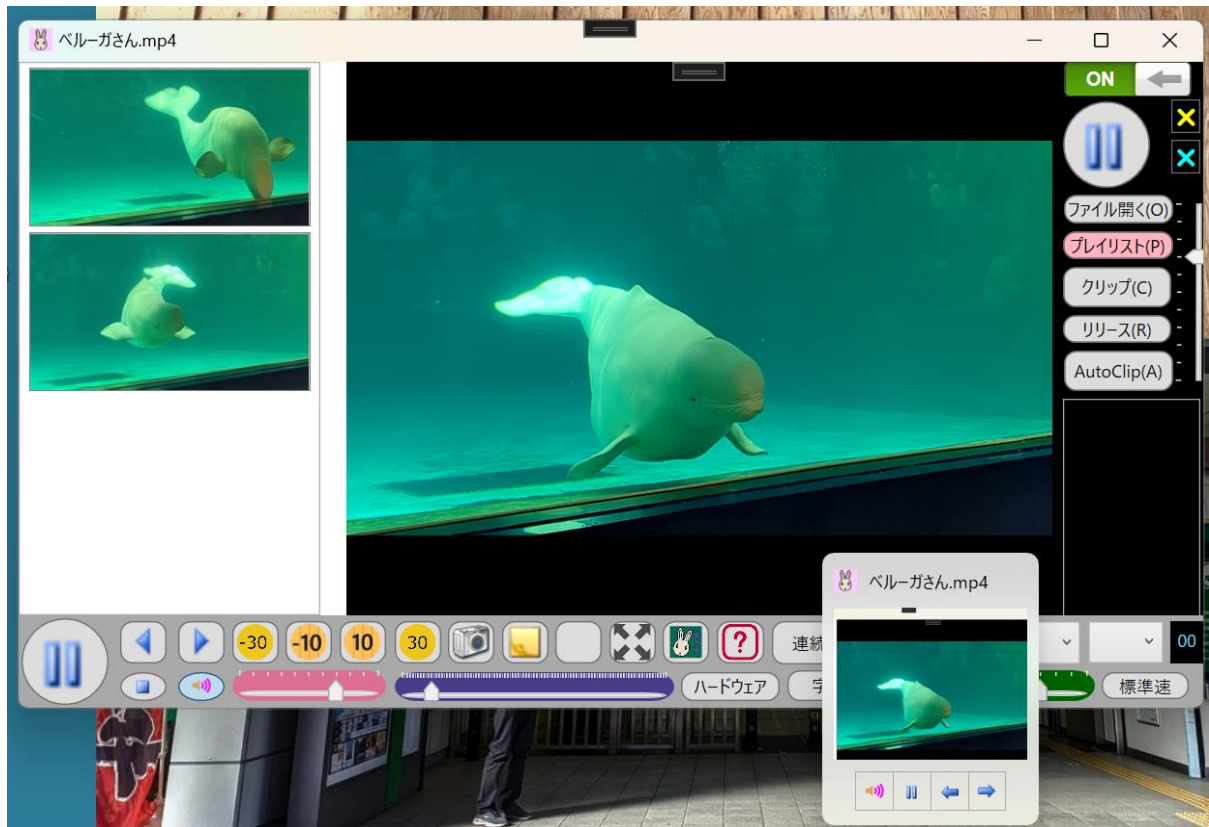 ベルーガさん.mp4
ON
ファイル開く(O)
プレイリスト(P)
クリップ(C)
リリース(R)
AutoClip(A)
ベルーガさん.mp4
-30
-10
10
30
?
連続
00
ハードウェア
標準速